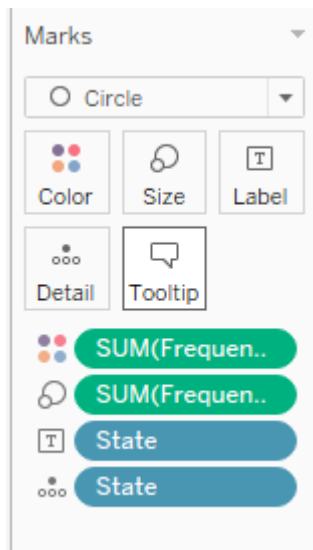 Marks
Circle
Color Size Label
T
Detail Tooltip
SUM(Frequen..
SUM(Frequen..
T State
State